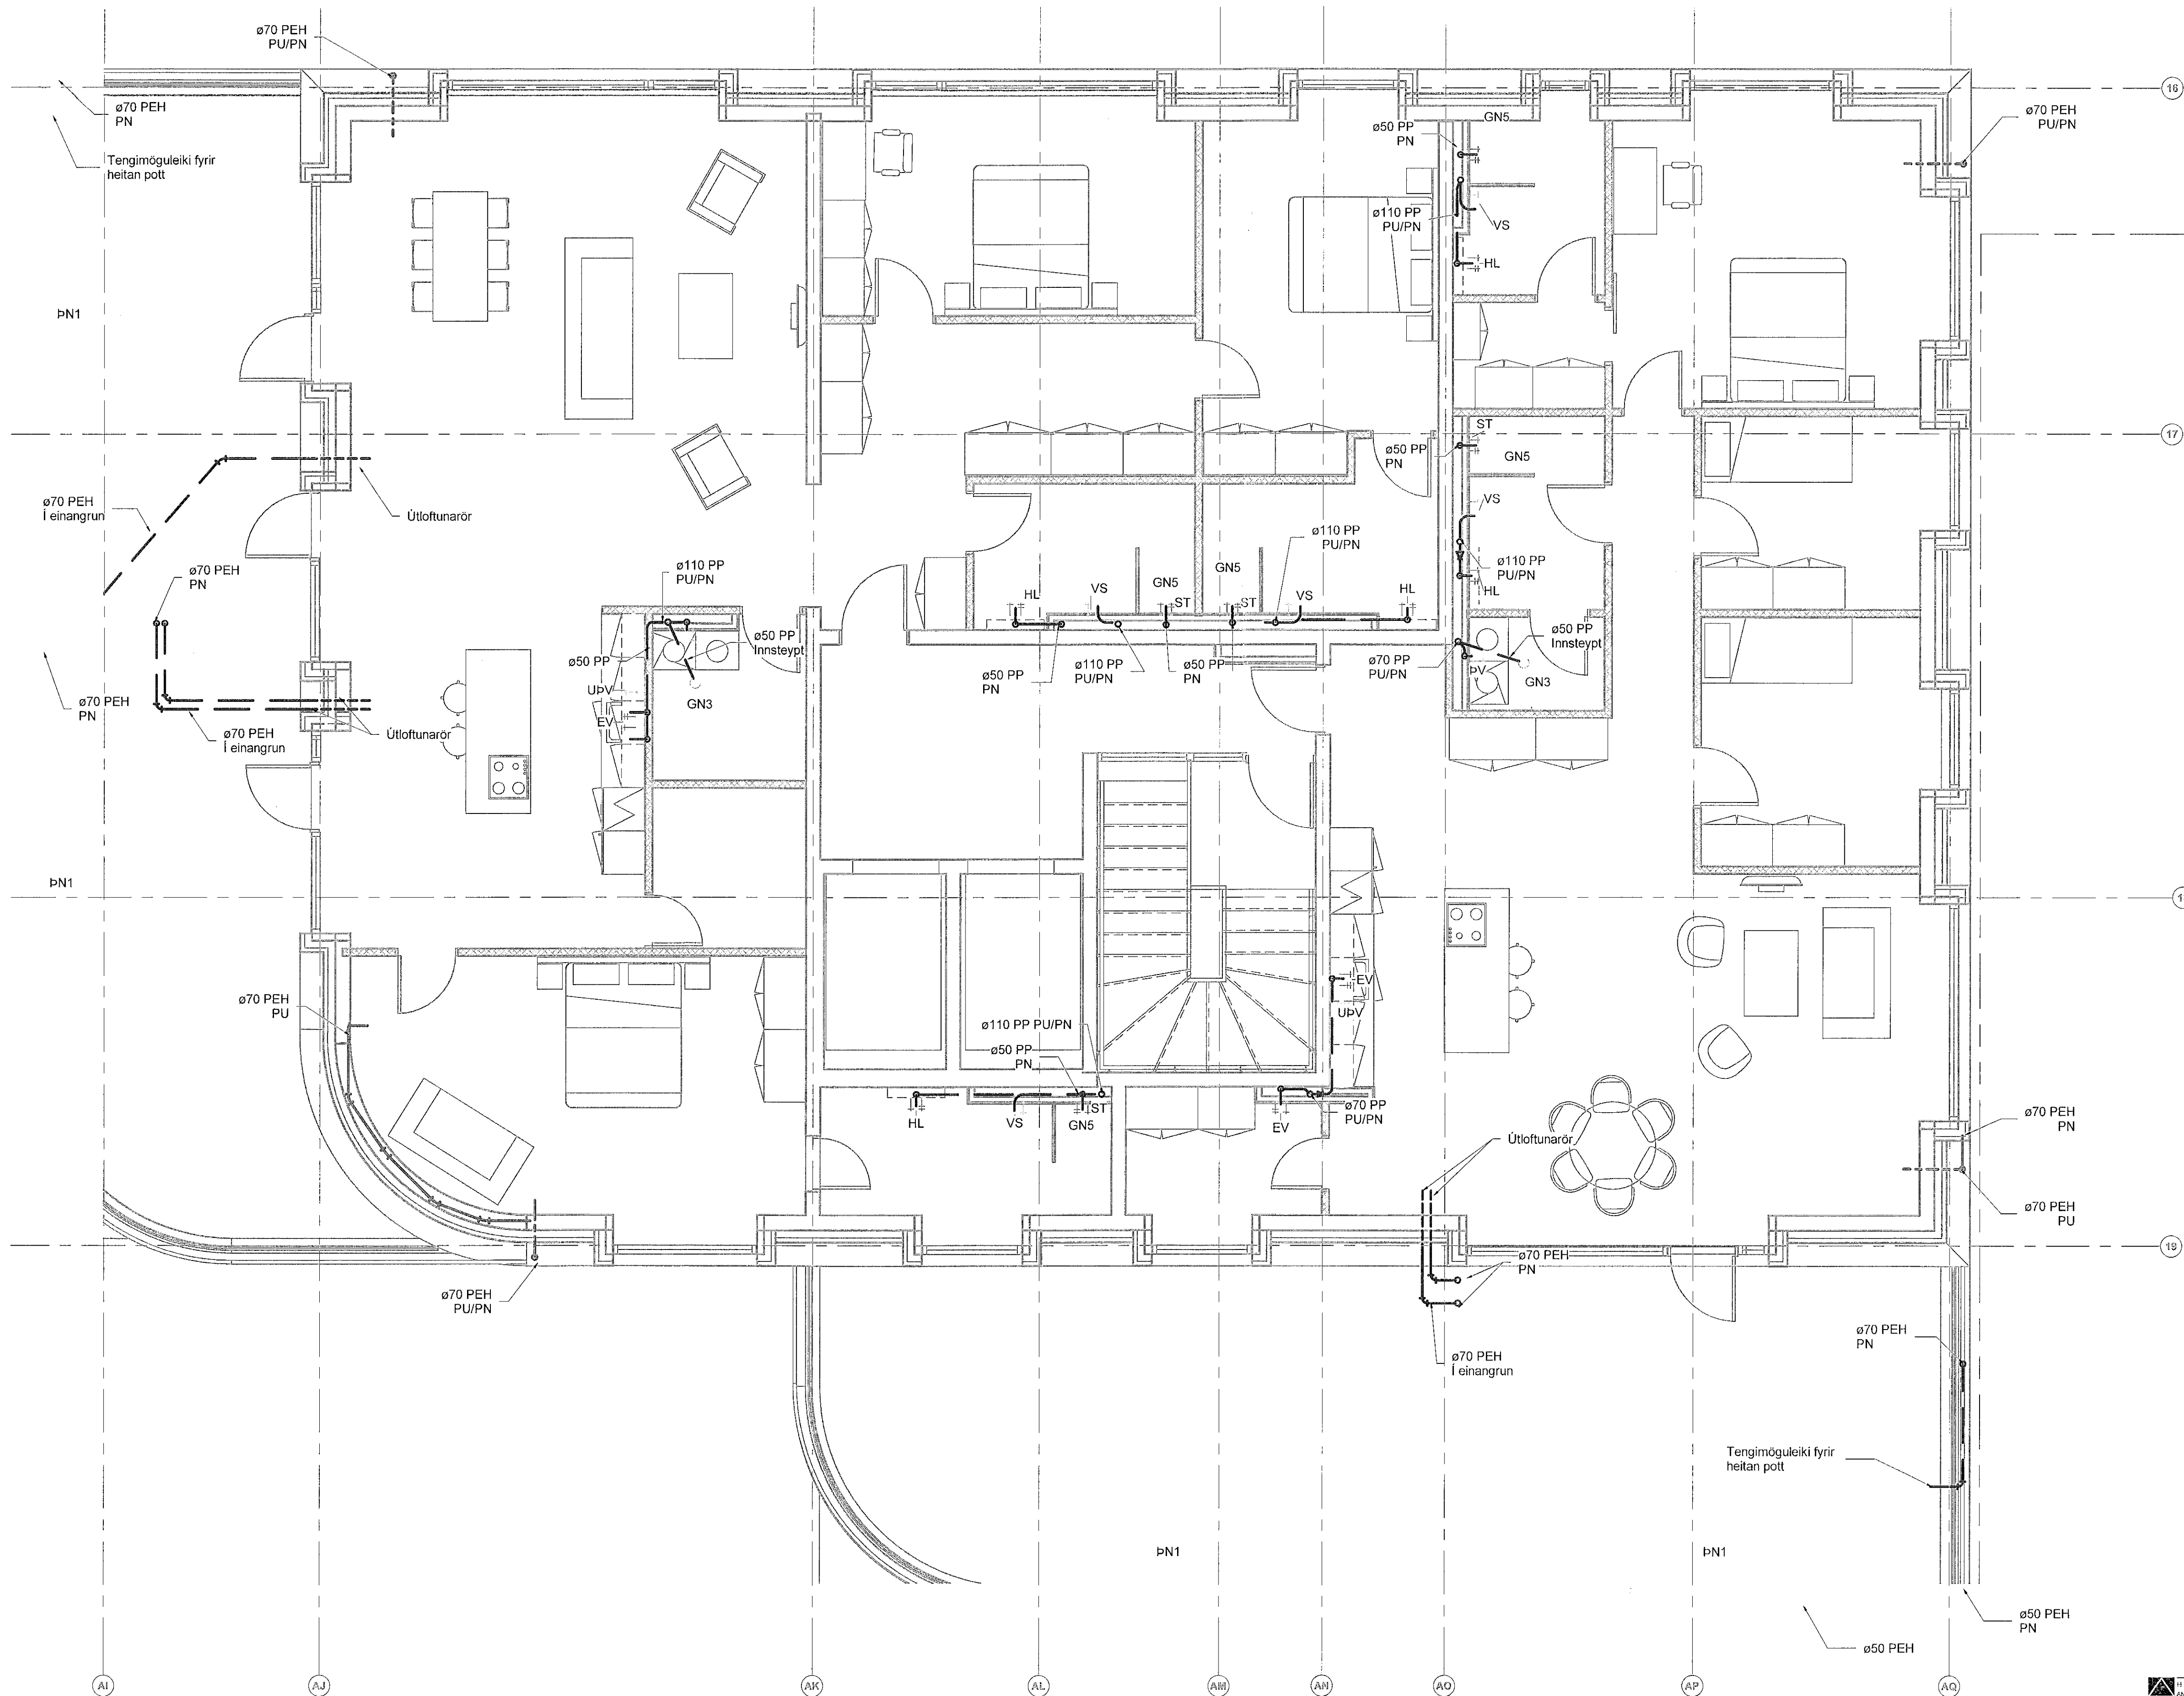 ø70 PEH
PU/PN
ø70 PEH
PN
Tengimöguleiki fyrir
heitan pott
16
ø70 PEH
PU/PN
GN5
ø50 PP
PN
ø110 PP
PU/PN
VS
HL
ÞN1
17
ST
ø50 PP
PN
GN5
VS
ø110 PP
PU/PN
HL
ø70 PEH
Í einangrun
Útloftunarör
ø110 PP
PU/PN
ø70 PEH
PN
ø110 PP
PU/PN
HL
VS
GN5
ST
GN5
ST
VS
HL
ø50 PP
Innsteypt
ø50 PP
UÞV
EV
GN3
ø50 PP
PN
ø110 PP
PU/PN
ø50 PP
PN
ø70 PP
PU/PN
ÞV
ø50 PP
Innsteypt
GN3
ø70 PEH
PN
ø70 PEH
Í einangrun
Útloftunarör
ÞN1
ø70 PEH
PU
EV
UÞV
ø110 PP PU/PN
ø50 PP
PN
HL
VS
GN5
ST
EV
ø70 PP
PU/PN
ø70 PEH
PN
Útloftunarör
ø70 PEH
PU
19
ø70 PEH
PN
ø70 PEH
PU/PN
ø70 PEH
PN
ø70 PEH
Í einangrun
Tengimöguleiki fyrir
heitan pott
ÞN1
ÞN1
ø50 PEH
PN
ø50 PEH
AI
AJ
AK
AL
AM
AN
AO
AP
AQ